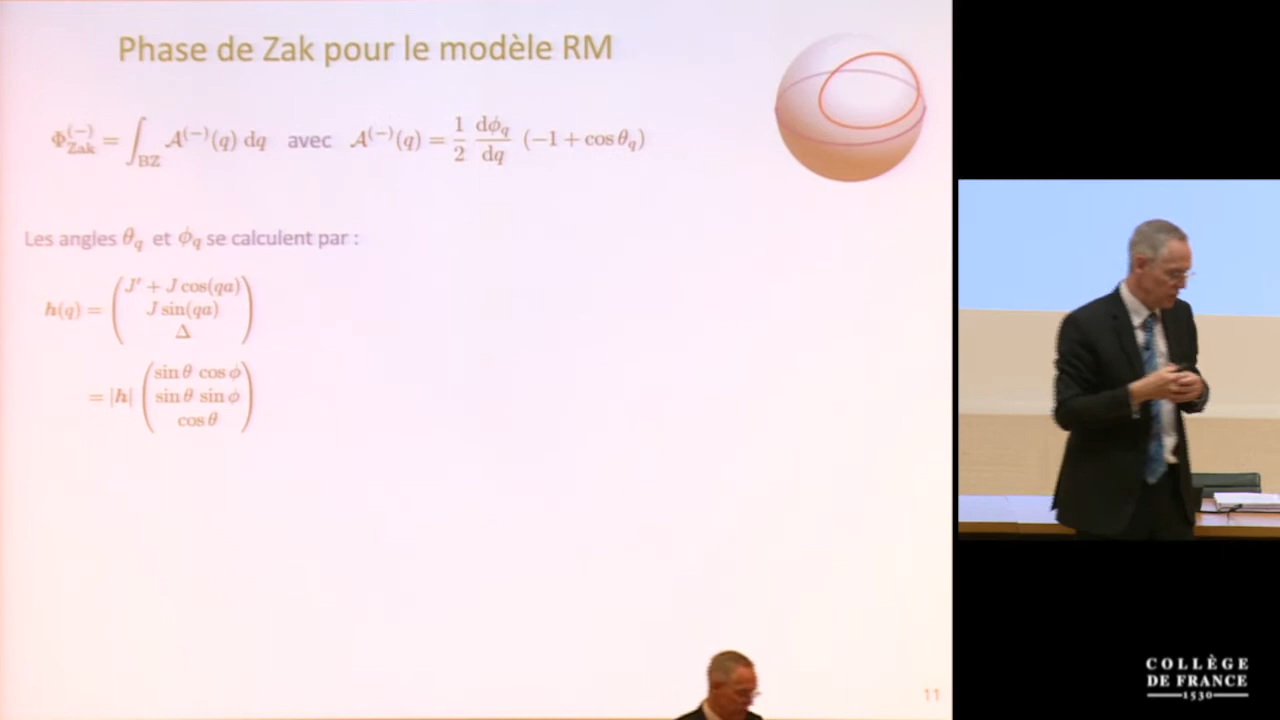 Phase de Zak pour le modèle RM
Φ_Zak^(−) = ∫_BZ A^(−)(q) dq avec A^(−)(q) = 1/2 dϕ_q/dq (−1 + cos θ_q)
Les angles θ_q et ϕ_q se calculent par :
h(q) = ( J′ + J cos(qa)
J sin(qa)
Δ )
= |h| ( sin θ cos ϕ
sin θ sin ϕ
cos θ )
11
COLLÈGE
DE FRANCE
1530